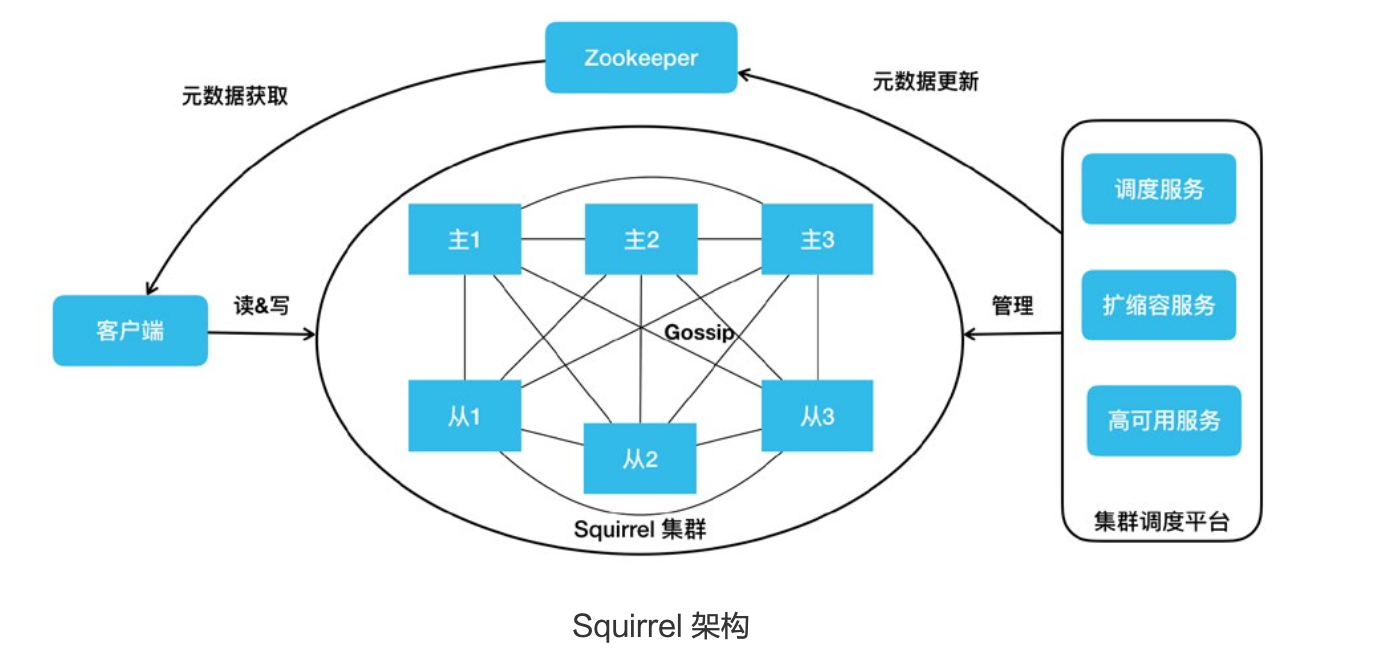 Zookeeper
元数据获取
元数据更新
调度服务
主1
主2
主3
客户端
读&写
Gossip
管理
扩缩容服务
从1
从2
从3
高可用服务
Squirrel 集群
集群调度平台
Squirrel 架构